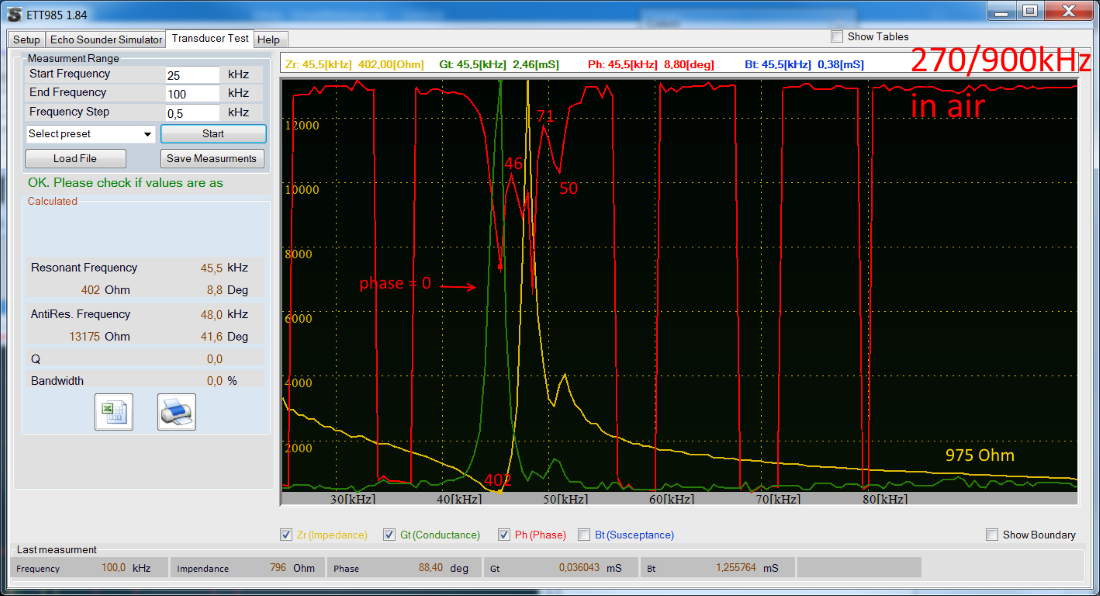 ETT985 1.84
Setup Echo Sounder Simulator Transducer Test Help
Show Tables
Measurment Range
Start Frequency 25 kHz
End Frequency 100 kHz
Frequency Step 0,5 kHz
Select preset Start
Load File Save Measurments
OK. Please check if values are as
Calculated
Resonant Frequency 45,5 kHz
402 Ohm 8,8 Deg
AntiRes. Frequency 48,0 kHz
13175 Ohm 41,6 Deg
Q 0,0
Bandwidth 0,0 %
Zr: 45,5[kHz] 402,00[Ohm] Gt: 45,5[kHz] 2,46[mS] Ph: 45,5[kHz] 8,80[deg] Bt: 45,5[kHz] 0,38[mS]
270/900kHz
in air
12000
71
46
50
10000
8000
phase = 0
6000
4000
2000
975 Ohm
402
30[kHz] 40[kHz] 50[kHz] 60[kHz] 70[kHz] 80[kHz]
Zr (Impedance) Gt (Conductance) Ph (Phase) Bt (Susceptance) Show Boundary
Last measurment
Frequency 100,0 kHz Impendance 796 Ohm Phase 88,40 deg Gt 0,036043 mS Bt 1,255764 mS